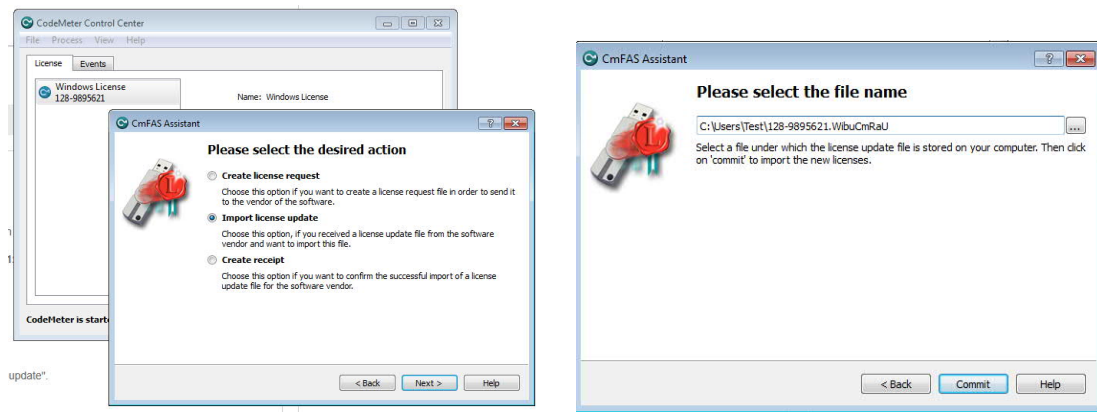 CodeMeter Control Center
File Process View Help
License Events
Windows License
128-9895621
Name: Windows License
CodeMeter is starte
update".
CmFAS Assistant
Please select the desired action
Create license request
Choose this option if you want to create a license request file in order to send it
to the vendor of the software.
Import license update
Choose this option, if you received a license update file from the software
vendor and want to import this file.
Create receipt
Choose this option if you want to confirm the successful import of a license
update file for the software vendor.
< Back Next > Help
CmFAS Assistant
Please select the file name
C:\Users\Test\128-9895621.WibuCmRaU
...
Select a file under which the license update file is stored on your computer. Then click
on 'commit' to import the new licenses.
< Back Commit Help